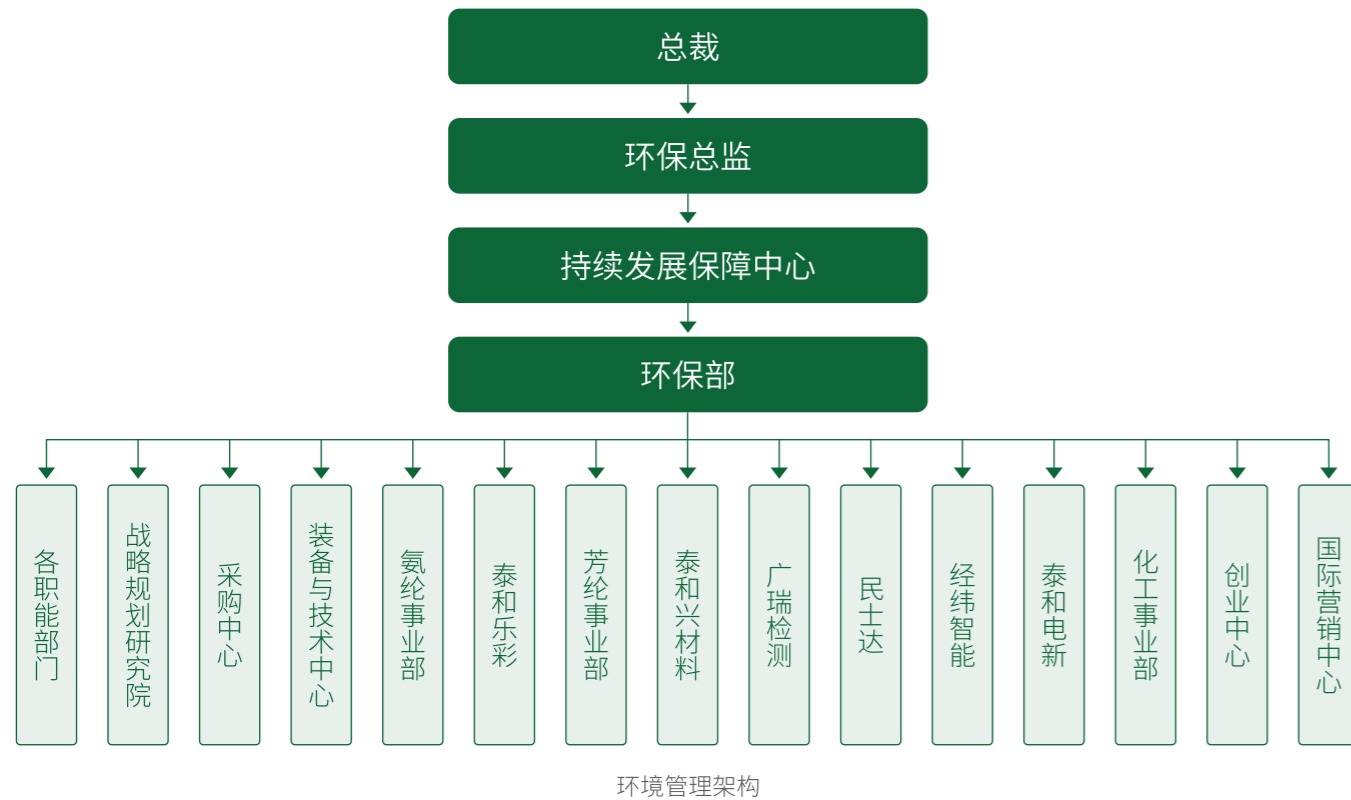 总裁
环保总监
持续发展保障中心
环保部
各职能部门
战略规划研究院
采购中心
装备与技术中心
氨纶事业部
泰和乐彩
芳纶事业部
泰和兴材料
广瑞检测
民士达
经纬智能
泰和电新
化工事业部
创业中心
国际营销中心
环境管理架构